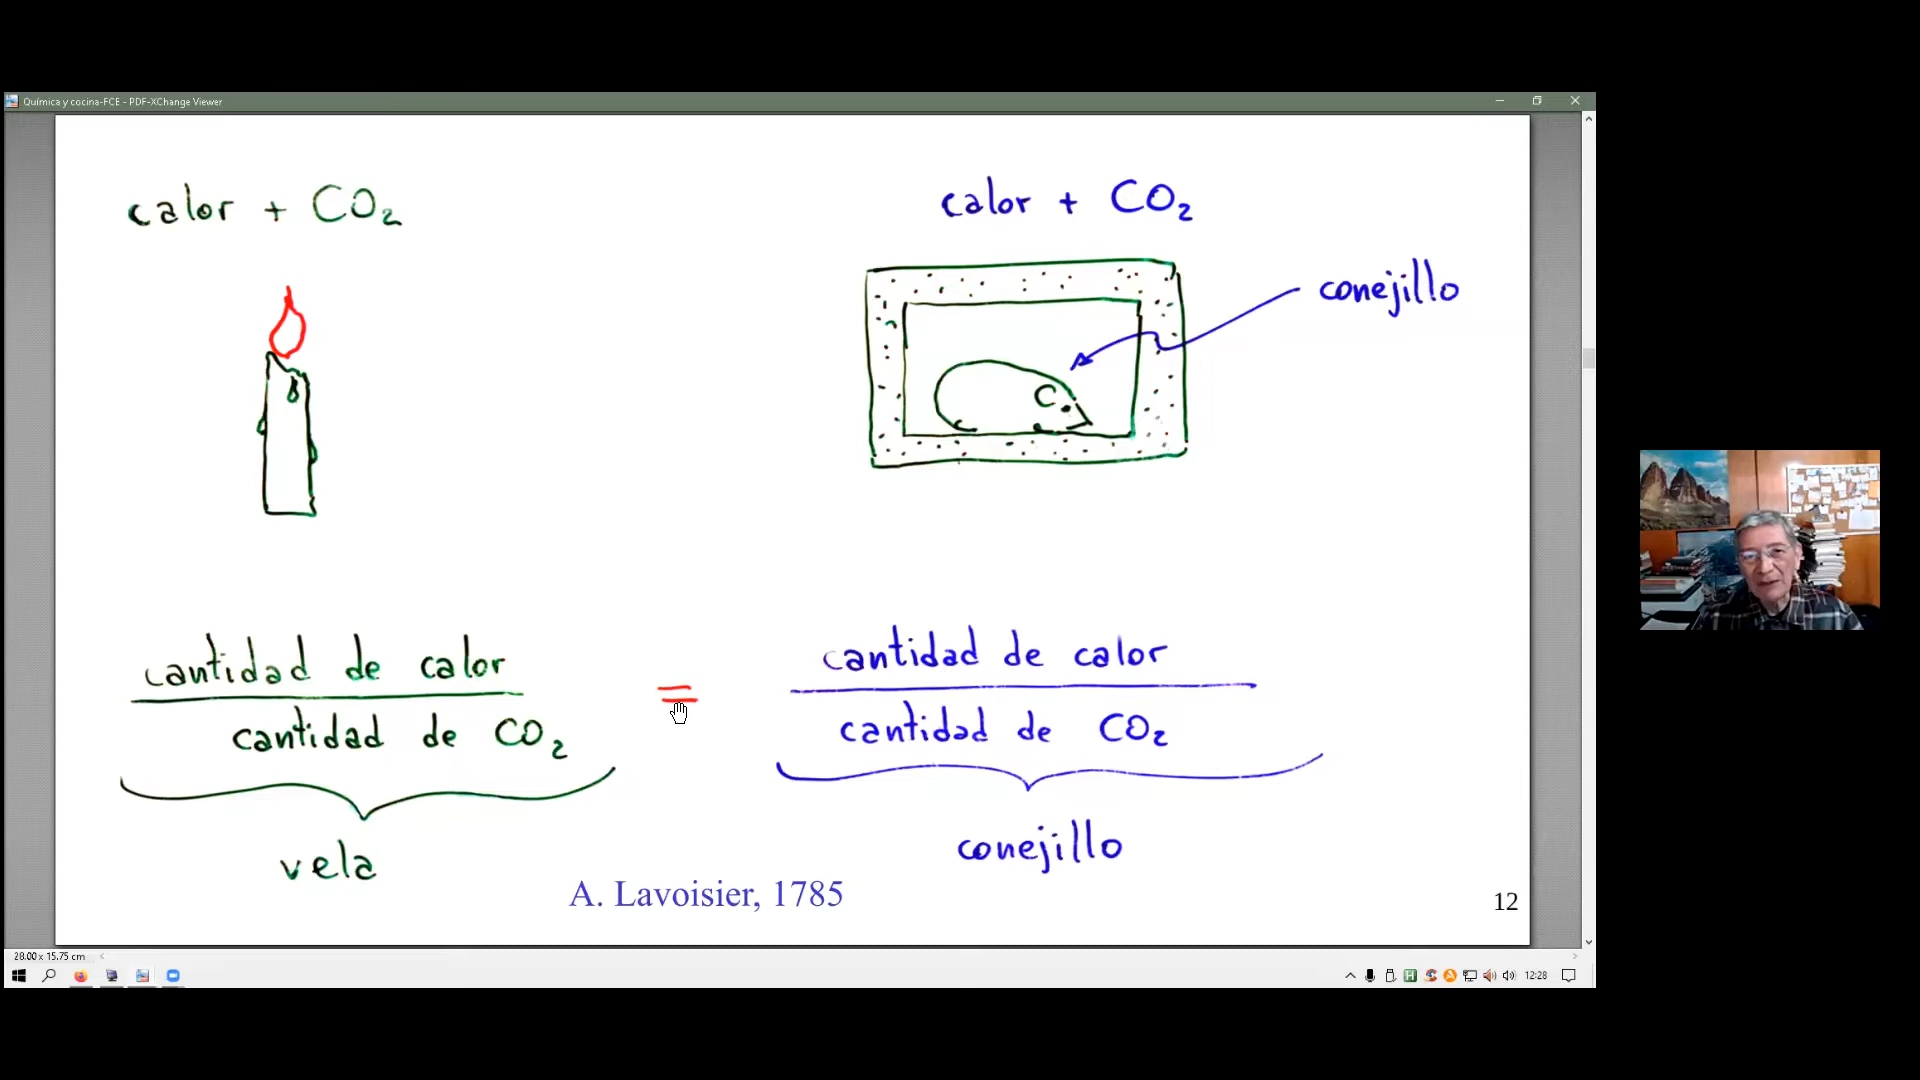 Química y cocina-FCE - PDF-XChange Viewer
calor + CO₂
calor + CO₂
conejillo
cantidad de calor
cantidad de CO₂
=
cantidad de calor
cantidad de CO₂
vela
conejillo
A. Lavoisier, 1785
12
28.00 x 15.75 cm
12:28